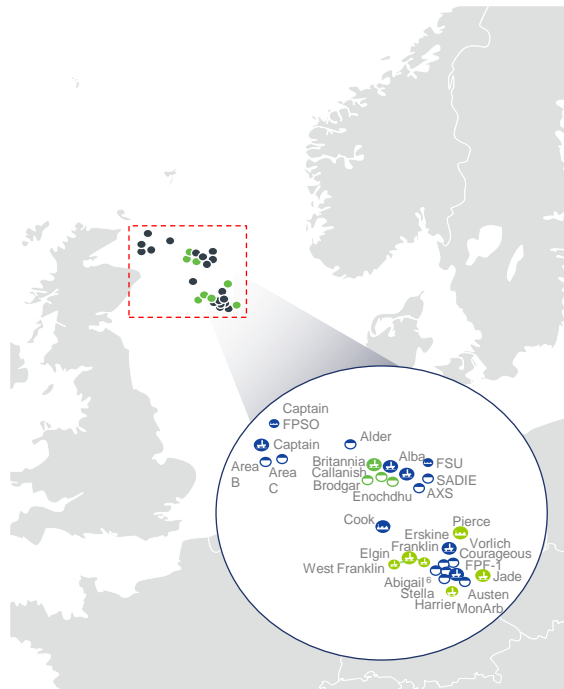 Captain
FPSO
Captain
Area
B
Area
C
Alder
Alba
Britannia
Callanish
Brodgar
Enochdhu
FSU
SADIE
AXS
Cook
Pierce
Erskine
Vorlich
Franklin
Courageous
Elgin
FPF-1
West Franklin
Jade
Abigail 6
Stella
Austen
Harrier
MonArb